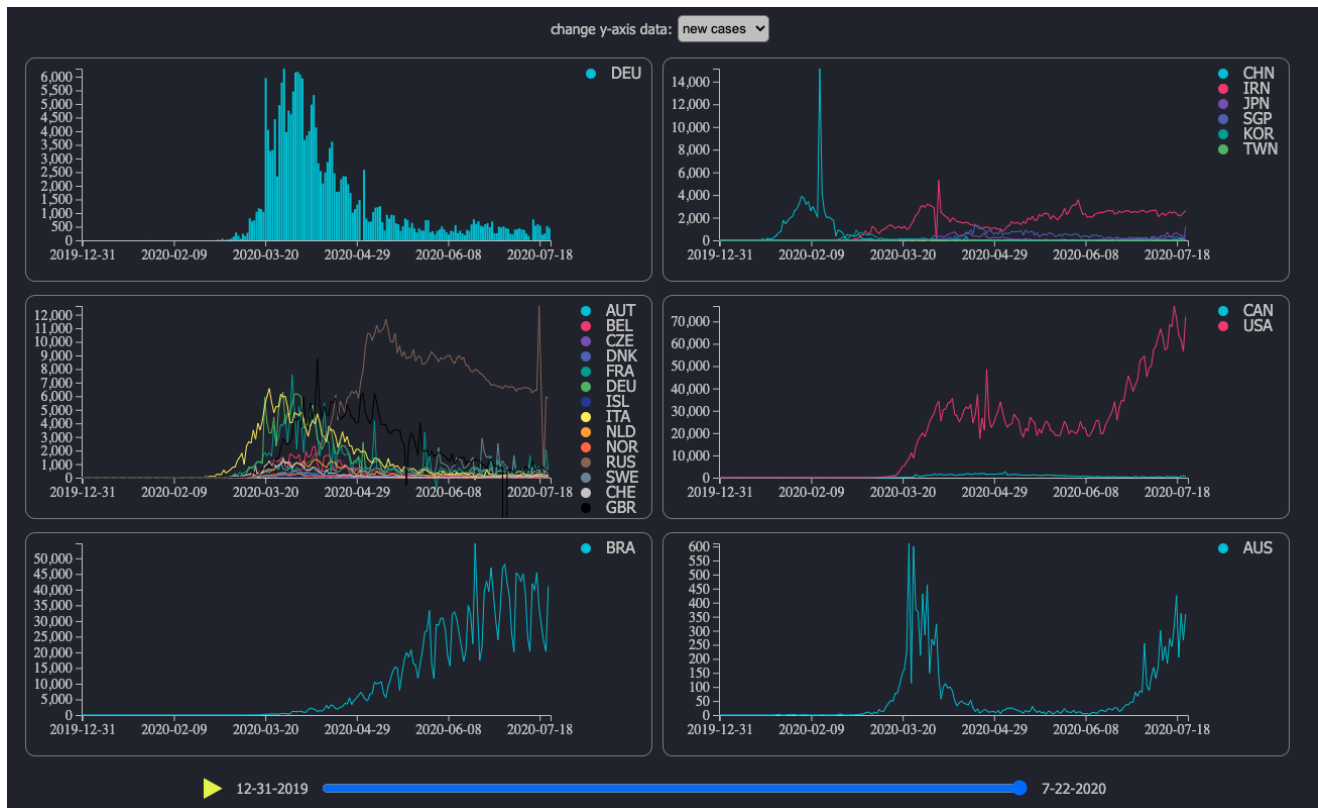 change y-axis data: new cases
6,000
5,500
5,000
4,500
4,000
3,500
3,000
2,500
2,000
1,500
1,000
500
0
2019-12-31 2020-02-09 2020-03-20 2020-04-29 2020-06-08 2020-07-18
DEU
14,000
12,000
10,000
8,000
6,000
4,000
2,000
0
2019-12-31 2020-02-09 2020-03-20 2020-04-29 2020-06-08 2020-07-18
CHN
IRN
JPN
SGP
KOR
TWN
12,000
11,000
10,000
9,000
8,000
7,000
6,000
5,000
4,000
3,000
2,000
1,000
0
2019-12-31 2020-02-09 2020-03-20 2020-04-29 2020-06-08 2020-07-18
AUT
BEL
CZE
DNK
FRA
DEU
ISL
ITA
NLD
NOR
RUS
SWE
CHE
GBR
70,000
60,000
50,000
40,000
30,000
20,000
10,000
0
2019-12-31 2020-02-09 2020-03-20 2020-04-29 2020-06-08 2020-07-18
CAN
USA
50,000
45,000
40,000
35,000
30,000
25,000
20,000
15,000
10,000
5,000
0
2019-12-31 2020-02-09 2020-03-20 2020-04-29 2020-06-08 2020-07-18
BRA
600
550
500
450
400
350
300
250
200
150
100
50
0
2019-12-31 2020-02-09 2020-03-20 2020-04-29 2020-06-08 2020-07-18
AUS
12-31-2019 7-22-2020